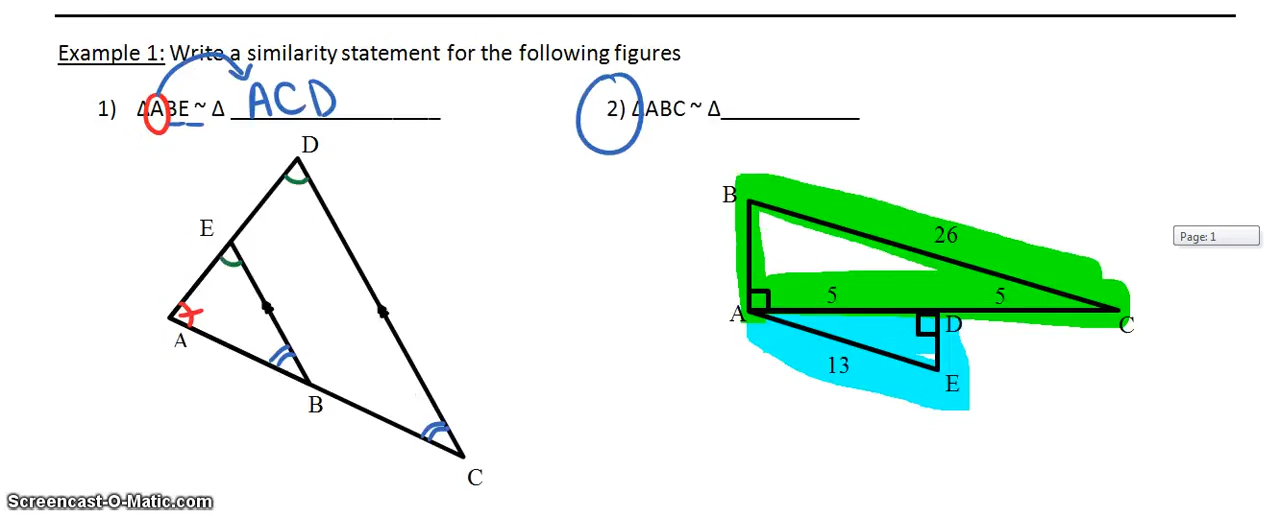 Example 1: Write a similarity statement for the following figures
1) ΔABE ~ Δ ACD
2) ΔABC ~ Δ____________
D
E
A
B
C
B
26
Page: 1
5
5
A
D
C
13
E
Screencast-O-Matic.com